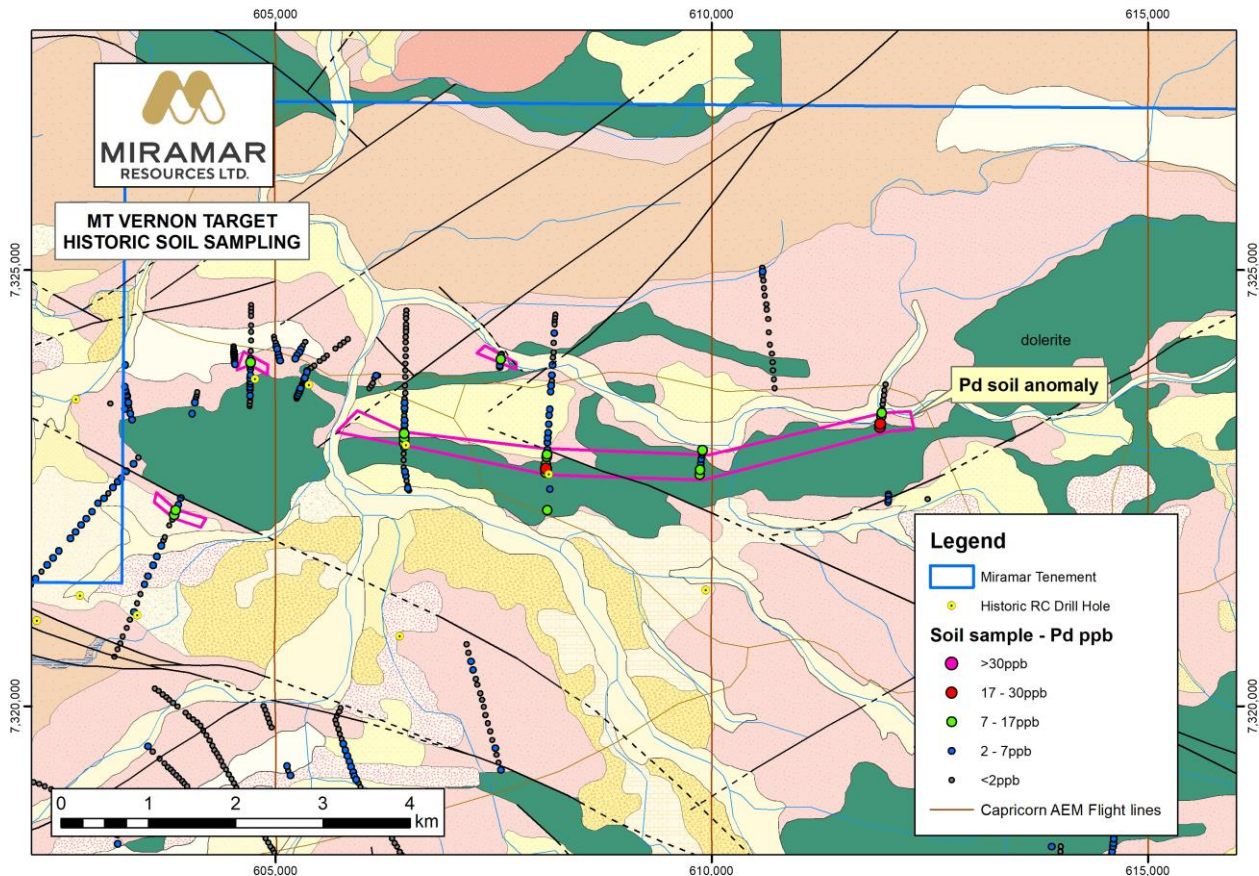 605,000
610,000
615,000
MIRAMAR
RESOURCES LTD.
MT VERNON TARGET
HISTORIC SOIL SAMPLING
7,325,000
7,325,000
dolerite
Pd soil anomaly
Legend
Miramar Tenement
Historic RC Drill Hole
Soil sample - Pd ppb
>30ppb
17 - 30ppb
7 - 17ppb
2 - 7ppb
<2ppb
Capricorn AEM Flight lines
7,320,000
7,320,000
0 1 2 3 4
km
605,000
610,000
615,000